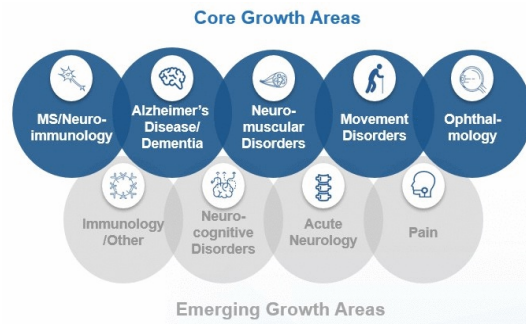 Core Growth Areas
MS/Neuro-
immunology
Alzheimer's
Disease/
Dementia
Neuro-
muscular
Disorders
Movement
Disorders
Ophthal-
mology
Immunology
/Other
Neuro-
cognitive
Disorders
Acute
Neurology
Pain
Emerging Growth Areas